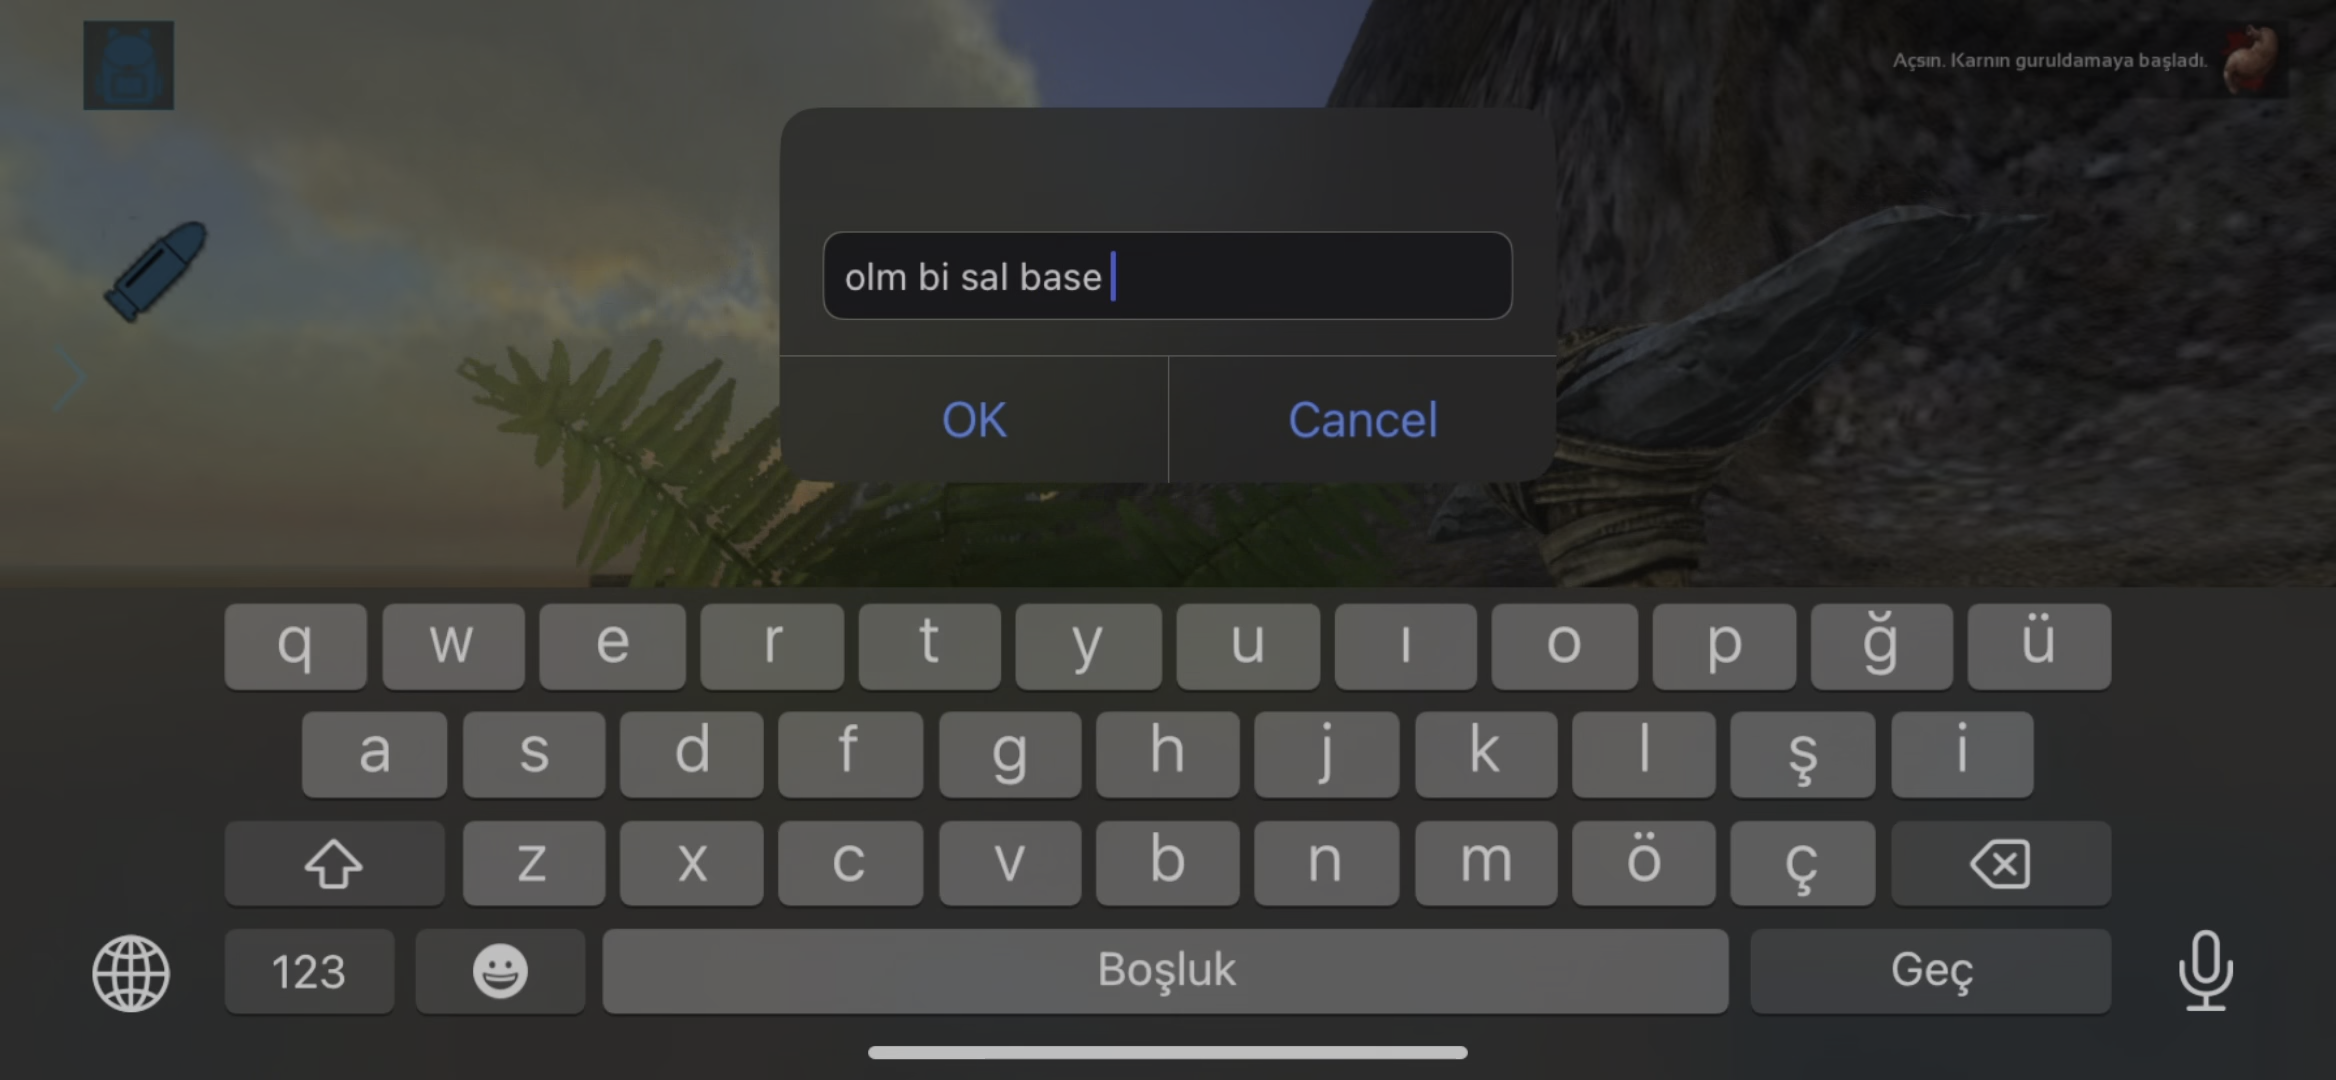 Açsın. Karnın guruldamaya başladı.
olm bi sal base
OK Cancel
q w e r t y u ı o p ğ ü
a s d f g h j k l ş i
z x c v b n m ö ç
123 Boşluk Geç